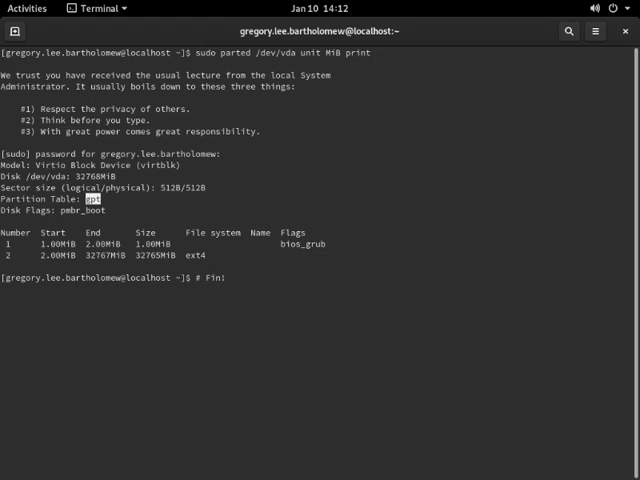 Activities Terminal Jan 10 14:12
gregory.lee.bartholomew@localhost:~
[gregory.lee.bartholomew@localhost ~]$ sudo parted /dev/vda unit MiB print
We trust you have received the usual lecture from the local System
Administrator. It usually boils down to these three things:
#1) Respect the privacy of others.
#2) Think before you type.
#3) With great power comes great responsibility.
[sudo] password for gregory.lee.bartholomew:
Model: Virtio Block Device (virtblk)
Disk /dev/vda: 32768MiB
Sector size (logical/physical): 512B/512B
Partition Table: gpt
Disk Flags: pmbr_boot
Number Start End Size File system Name Flags
1 1.00MiB 2.00MiB 1.00MiB bios_grub
2 2.00MiB 32767MiB 32765MiB ext4
[gregory.lee.bartholomew@localhost ~]$ # Fin!